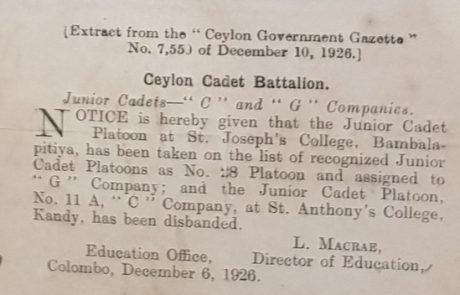 [Extract from the "Ceylon Government Gazette"
No. 7,550 of December 10, 1926.]
Ceylon Cadet Battalion.
Junior Cadets—"C" and "G" Companies.
NOTICE is hereby given that the Junior Cadet
Platoon at St. Joseph's College, Bambala-
pitiya, has been taken on the list of recognized Junior
Cadet Platoons as No. 28 Platoon and assigned to
"G" Company; and the Junior Cadet Platoon,
No. 11 A, "C" Company, at St. Anthony's College,
Kandy, has been disbanded.
L. MACRAE,
Education Office, Director of Education,
Colombo, December 6, 1926.